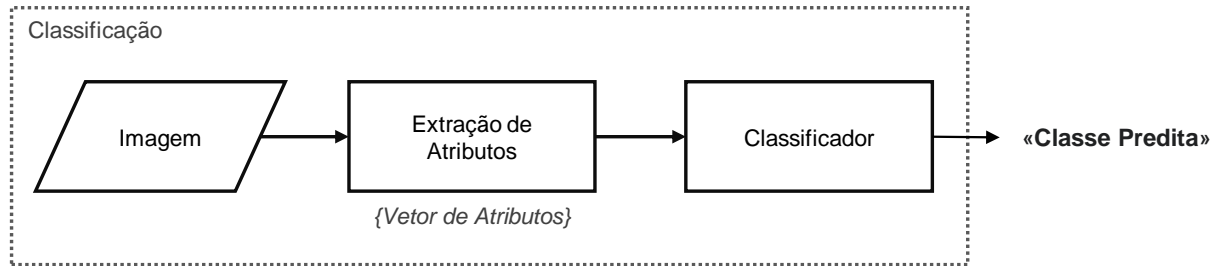 Classificação
Imagem
Extração de
Atributos
Classificador
«Classe Predita»
{Vetor de Atributos}